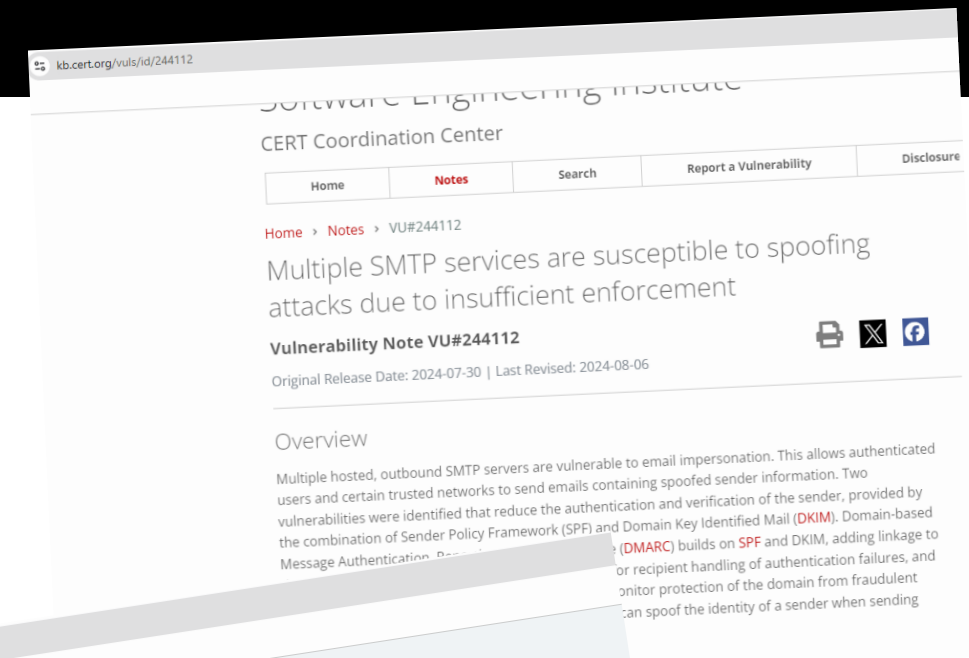 kb.cert.org/vuls/id/244112
Software Engineering Institute
CERT Coordination Center
Home Notes Search Report a Vulnerability Disclosure
Home › Notes › VU#244112
Multiple SMTP services are susceptible to spoofing
attacks due to insufficient enforcement
Vulnerability Note VU#244112
Original Release Date: 2024-07-30 | Last Revised: 2024-08-06
Overview
Multiple hosted, outbound SMTP servers are vulnerable to email impersonation. This allows authenticated
users and certain trusted networks to send emails containing spoofed sender information. Two
vulnerabilities were identified that reduce the authentication and verification of the sender, provided by
the combination of Sender Policy Framework (SPF) and Domain Key Identified Mail (DKIM). Domain-based
Message Authentication, (DMARC) builds on SPF and DKIM, adding linkage to
or recipient handling of authentication failures, and
onitor protection of the domain from fraudulent
can spoof the identity of a sender when sending